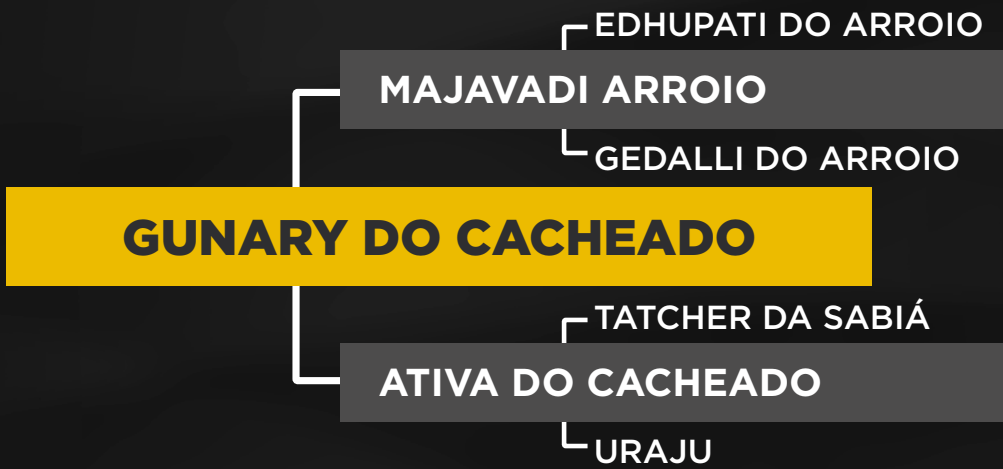 EDHUPATI DO ARROIO
MAJAVADI ARROIO
GEDALLI DO ARROIO
GUNARY DO CACHEADO
TATCHER DA SABIÁ
ATIVA DO CACHEADO
URAJU